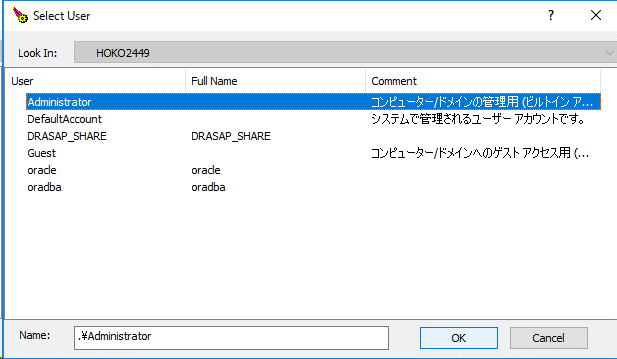 Select User
Look In: HOKO2449
User Full Name Comment
Administrator コンピューター/ドメインの管理用 (ビルトイン ア...
DefaultAccount システムで管理されるユーザー アカウントです。
DRASAP_SHARE DRASAP_SHARE
Guest コンピューター/ドメインへのゲスト アクセス用 (...
oracle oracle
oradba oradba
Name: .¥Administrator OK Cancel